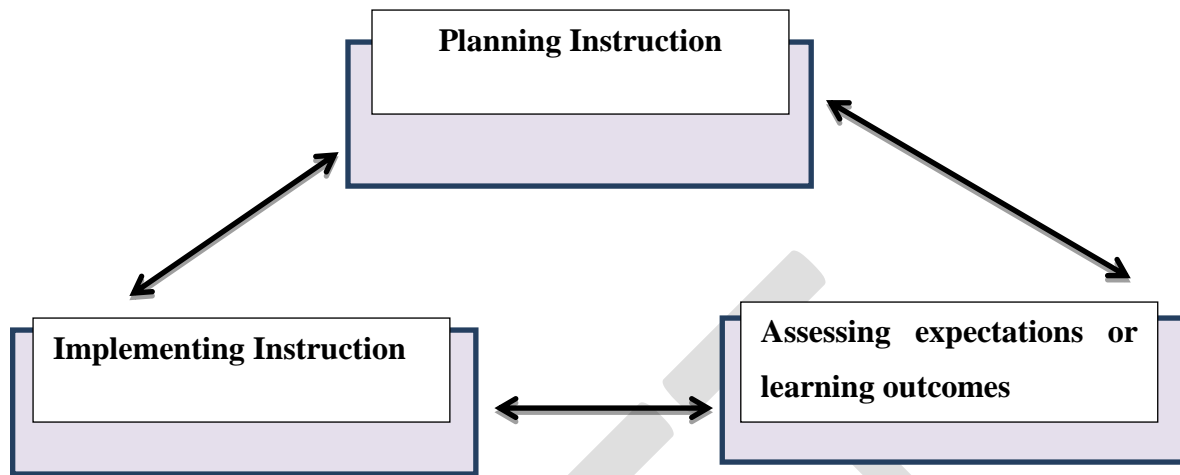 Planning Instruction
Implementing Instruction
Assessing expectations or
learning outcomes